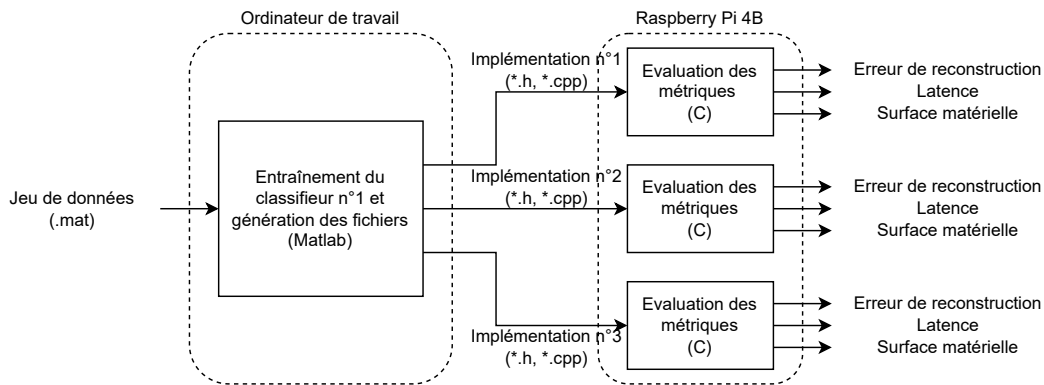 Ordinateur de travail
Raspberry Pi 4B
Jeu de données
(.mat)
Entraînement du
classifieur n°1 et
génération des fichiers
(Matlab)
Implémentation n°1
(*.h, *.cpp)
Evaluation des
métriques
(C)
Erreur de reconstruction
Latence
Surface matérielle
Implémentation n°2
(*.h, *.cpp)
Evaluation des
métriques
(C)
Erreur de reconstruction
Latence
Surface matérielle
Implémentation n°3
(*.h, *.cpp)
Evaluation des
métriques
(C)
Erreur de reconstruction
Latence
Surface matérielle